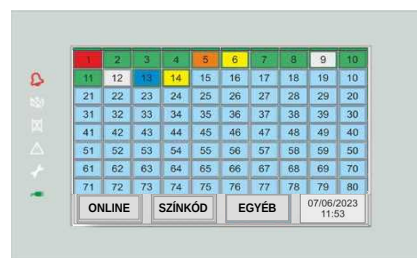 1 2 3 4 5 6 7 8 9 10
11 12 13 14 15 16 17 18 19 10
21 22 23 24 25 26 27 28 29 20
31 32 33 34 35 36 37 38 39 30
41 42 43 44 45 46 47 48 49 40
51 52 53 54 55 56 57 58 59 50
61 62 63 64 65 66 67 68 69 70
71 72 73 74 75 76 77 78 79 80
ONLINE SZÍNKÓD EGYÉB 07/06/2023
11:53